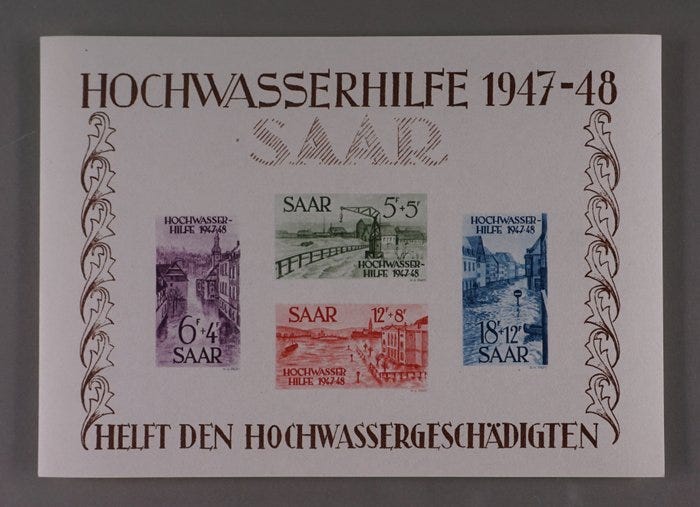 HOCHWASSERHILFE 1947-48
SAAR
HOCHWASSER-
HILFE 1947-48
6F+4F
SAAR
SAAR 5F+5F
HOCHWASSER-
HILFE 1947-48
SAAR 12F+8F
HOCHWASSER
HILFE 1947-48
HOCHWASSER-
HILFE 1947-48
18F+12F
SAAR
HELFT DEN HOCHWASSERGESCHÄDIGTEN